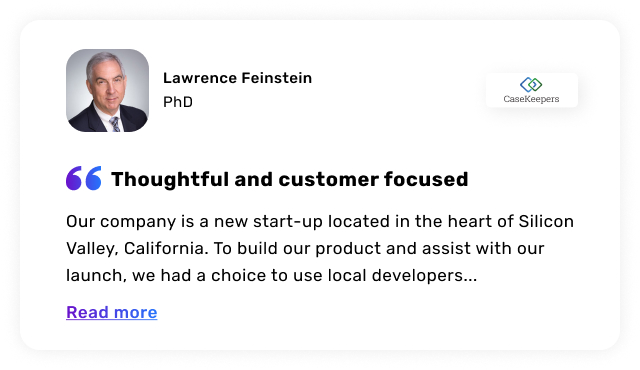 Lawrence Feinstein
PhD
CaseKeepers
Thoughtful and customer focused
Our company is a new start-up located in the heart of Silicon
Valley, California. To build our product and assist with our
launch, we had a choice to use local developers...
Read more